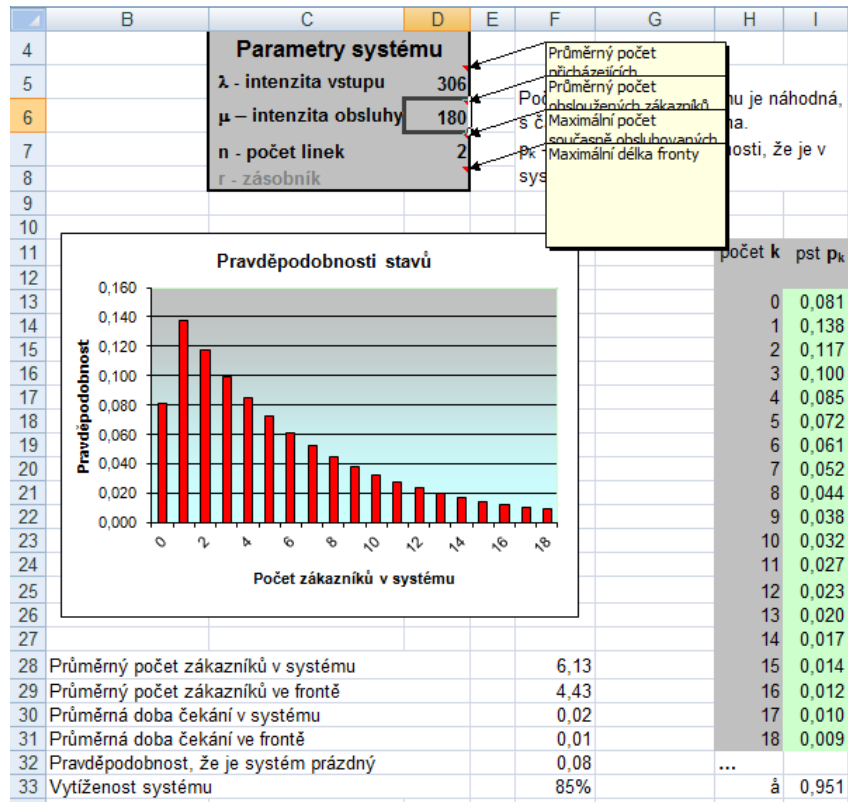 B C D E F G H I
4 Parametry systému
5 λ - intenzita vstupu 306
6 μ – intenzita obsluhy 180
7 n - počet linek 2
8 r - zásobník
Průměrný počet
přicházejících
Průměrný počet
obsloužených zákazníků
Maximální počet
současně obsluhovaných
Maximální délka fronty
mu je náhodná,
s č
pk - nosti, že je v
sys
9
10
11 počet k pst pk
12
Pravděpodobnosti stavů
0,160
0,140
0,120
0,100
0,080
0,060
0,040
0,020
0,000
Pravděpodobnost
0 2 4 6 8 10 12 14 16 18
Počet zákazníků v systému
13 0 0,081
14 1 0,138
15 2 0,117
16 3 0,100
17 4 0,085
18 5 0,072
19 6 0,061
20 7 0,052
21 8 0,044
22 9 0,038
23 10 0,032
24 11 0,027
25 12 0,023
26 13 0,020
27 14 0,017
28 Průměrný počet zákazníků v systému 6,13 15 0,014
29 Průměrný počet zákazníků ve frontě 4,43 16 0,012
30 Průměrná doba čekání v systému 0,02 17 0,010
31 Průměrná doba čekání ve frontě 0,01 18 0,009
32 Pravděpodobnost, že je systém prázdný 0,08 ...
33 Vytíženost systému 85% å 0,951